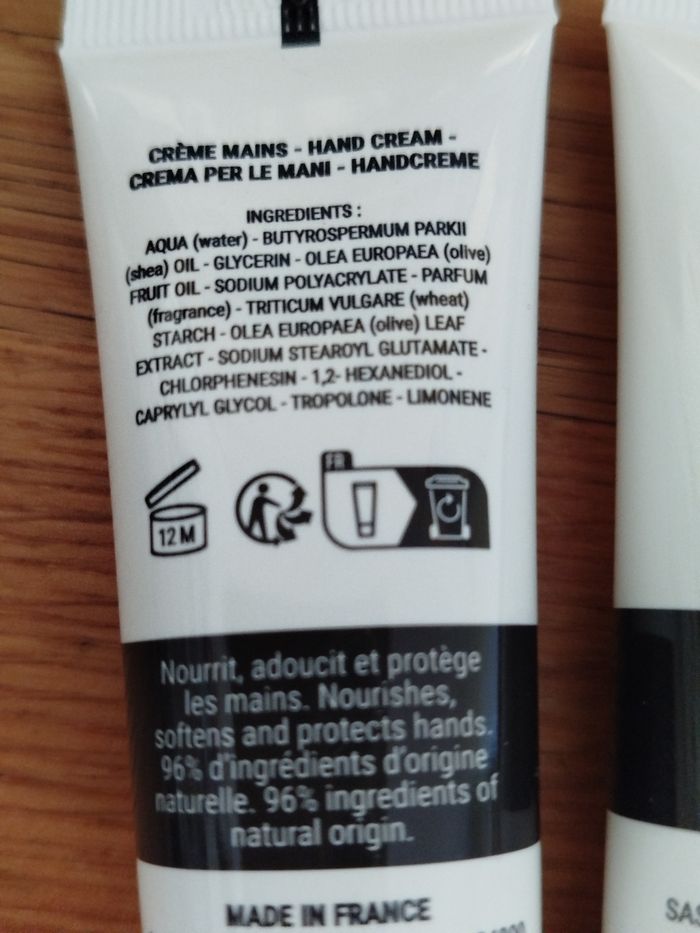 CRÈME MAINS - HAND CREAM -
CREMA PER LE MANI - HANDCREME
INGREDIENTS :
AQUA (water) - BUTYROSPERMUM PARKII
(shea) OIL - GLYCERIN - OLEA EUROPAEA (olive)
FRUIT OIL - SODIUM POLYACRYLATE - PARFUM
(fragrance) - TRITICUM VULGARE (wheat)
STARCH - OLEA EUROPAEA (olive) LEAF
EXTRACT - SODIUM STEAROYL GLUTAMATE -
CHLORPHENESIN - 1,2- HEXANEDIOL -
CAPRYLYL GLYCOL - TROPOLONE - LIMONENE
FR
12 M
Nourrit, adoucit et protège
les mains. Nourishes,
softens and protects hands.
96% d'ingrédients d'origine
naturelle. 96% ingredients of
natural origin.
MADE IN FRANCE
SAS